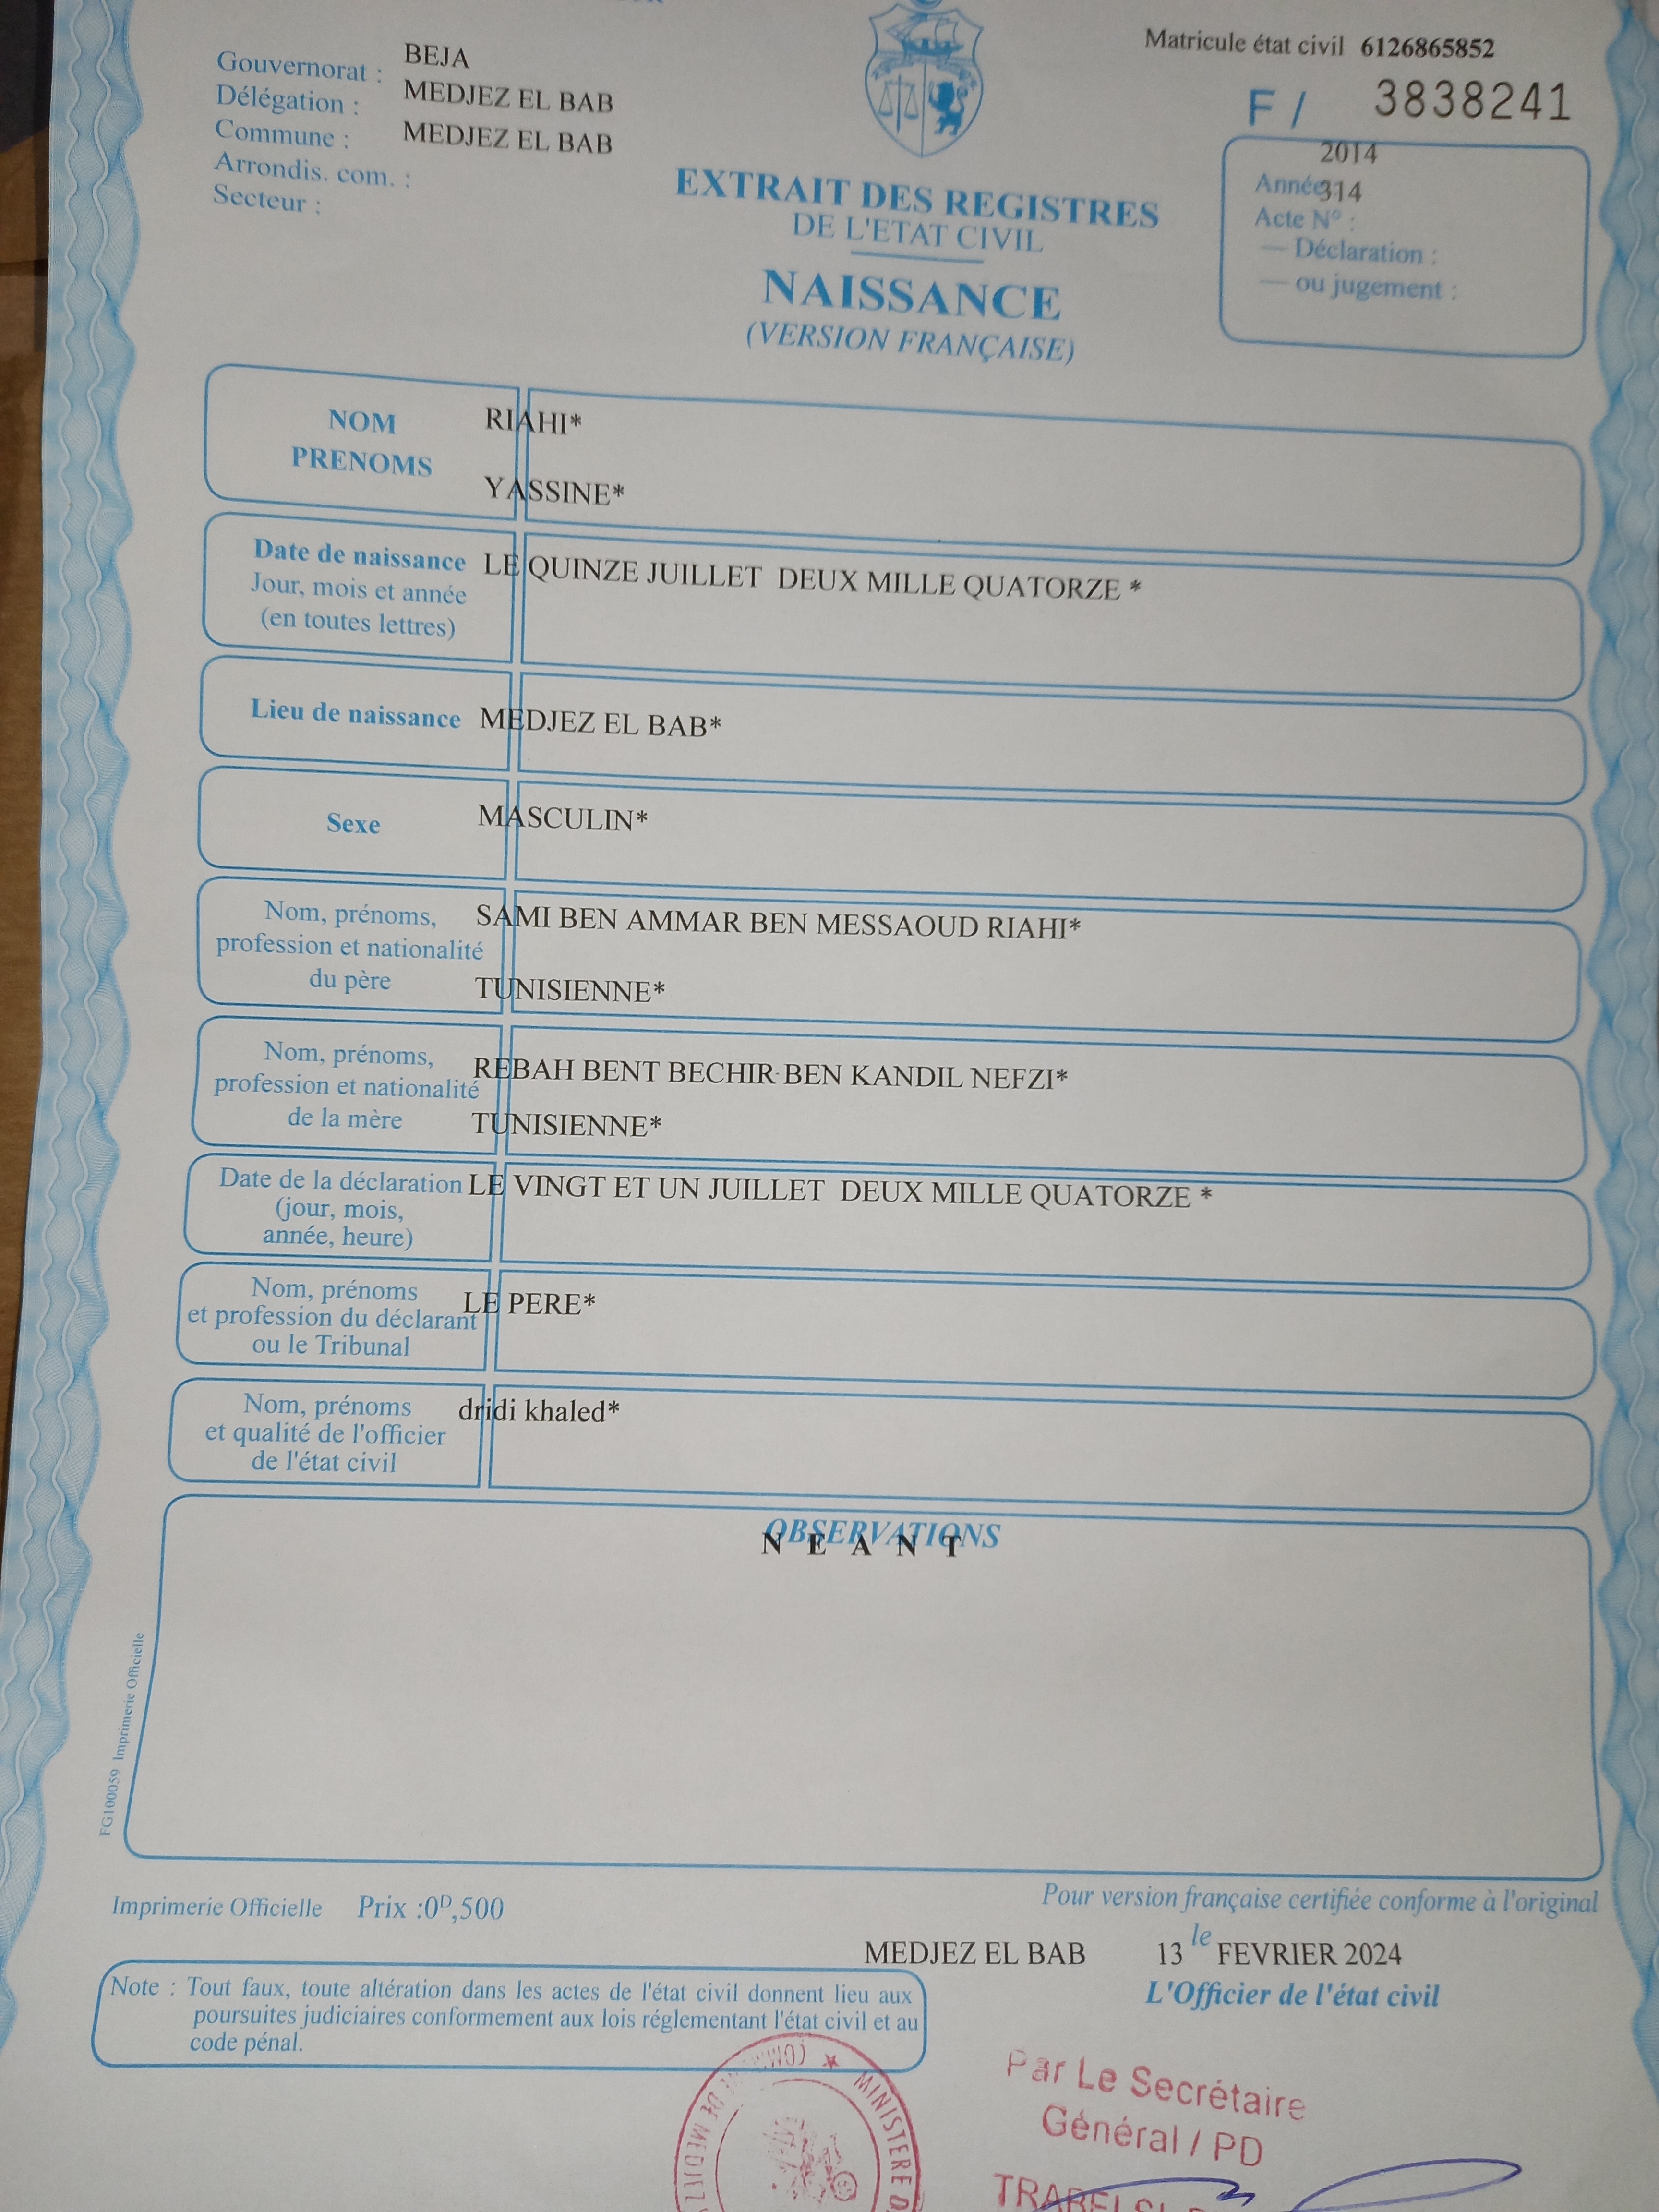 Gouvernorat : BEJA
Délégation : MEDJEZ EL BAB
Commune : MEDJEZ EL BAB
Arrondis. com. :
Secteur :
Matricule état civil 6126865852
F / 3838241
2014
Année 314
Acte N° :
— Déclaration :
— ou jugement :
EXTRAIT DES REGISTRES
DE L'ETAT CIVIL
NAISSANCE
(VERSION FRANÇAISE)
NOM RIAHI*
PRENOMS YASSINE*
Date de naissance LE QUINZE JUILLET DEUX MILLE QUATORZE *
Jour, mois et année
(en toutes lettres)
Lieu de naissance MEDJEZ EL BAB*
Sexe MASCULIN*
Nom, prénoms, SAMI BEN AMMAR BEN MESSAOUD RIAHI*
profession et nationalité
du père TUNISIENNE*
Nom, prénoms, REBAH BENT BECHIR BEN KANDIL NEFZI*
profession et nationalité
de la mère TUNISIENNE*
Date de la déclaration LE VINGT ET UN JUILLET DEUX MILLE QUATORZE *
(jour, mois,
année, heure)
Nom, prénoms LE PERE*
et profession du déclarant
ou le Tribunal
Nom, prénoms dridi khaled*
et qualité de l'officier
de l'état civil
OBSERVATIONS
N E A N T
FG100059 Imprimerie Officielle
Imprimerie Officielle Prix :0ᴰ,500
Pour version française certifiée conforme à l'original
MEDJEZ EL BAB 13 le FEVRIER 2024
L'Officier de l'état civil
Note : Tout faux, toute altération dans les actes de l'état civil donnent lieu aux
poursuites judiciaires conformement aux lois réglementant l'état civil et au
code pénal.
MINISTERE
DE MEDJEZ
Par Le Secrétaire
Général / PD
TRABELSI